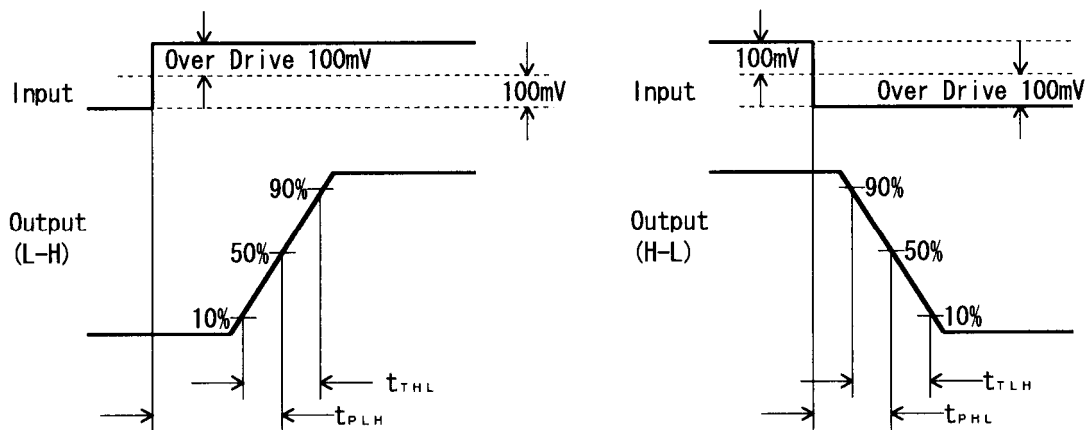 Over Drive 100mV
Input
100mV
Output
(L-H)
90%
50%
10%
tTHL
tPLH
100mV
Input
Over Drive 100mV
Output
(H-L)
90%
50%
10%
tTLH
tPHL